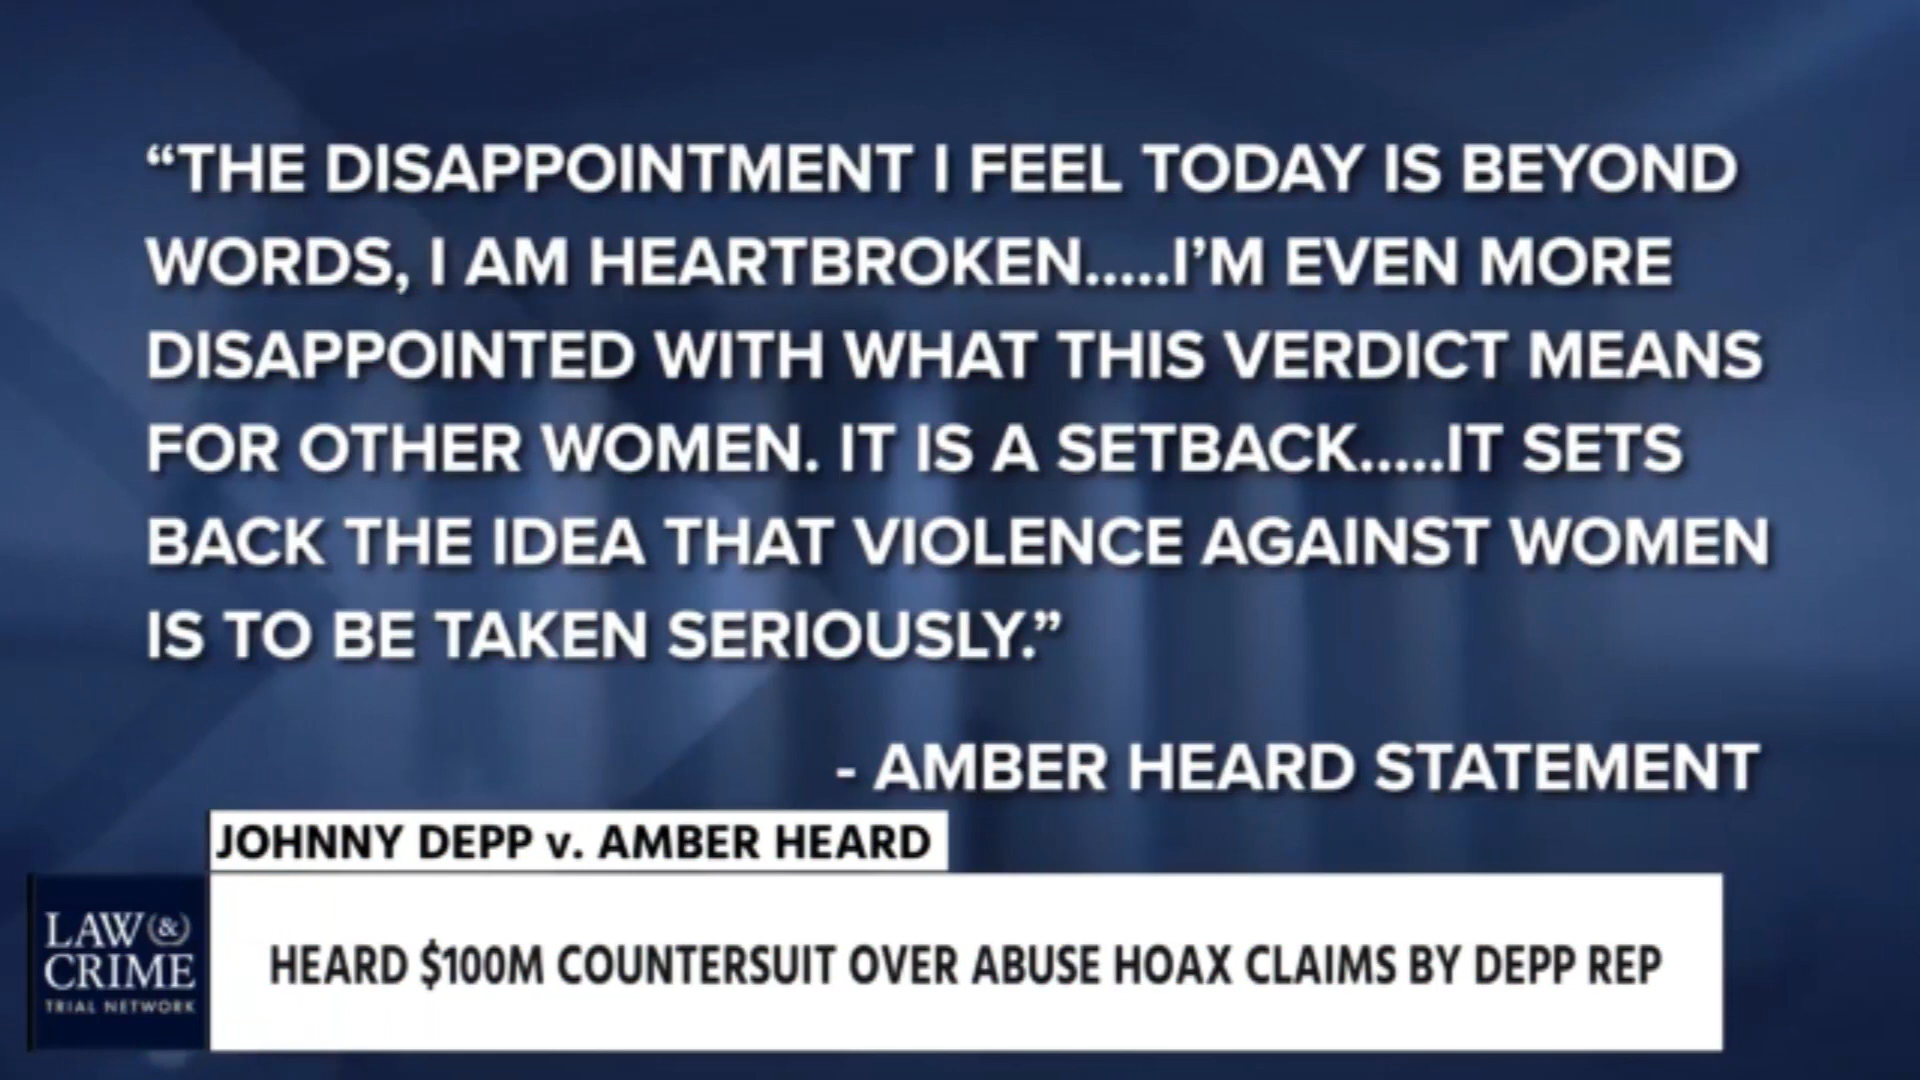 “THE DISAPPOINTMENT I FEEL TODAY IS BEYOND
WORDS, I AM HEARTBROKEN.....I’M EVEN MORE
DISAPPOINTED WITH WHAT THIS VERDICT MEANS
FOR OTHER WOMEN. IT IS A SETBACK.....IT SETS
BACK THE IDEA THAT VIOLENCE AGAINST WOMEN
IS TO BE TAKEN SERIOUSLY.”
- AMBER HEARD STATEMENT
JOHNNY DEPP v. AMBER HEARD
LAW (&)
CRIME
TRIAL NETWORK
HEARD $100M COUNTERSUIT OVER ABUSE HOAX CLAIMS BY DEPP REP